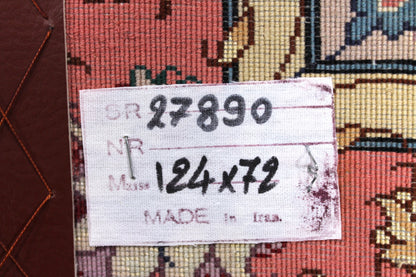 SR 27890
NR
Masse 124x72
MADE In Iran.